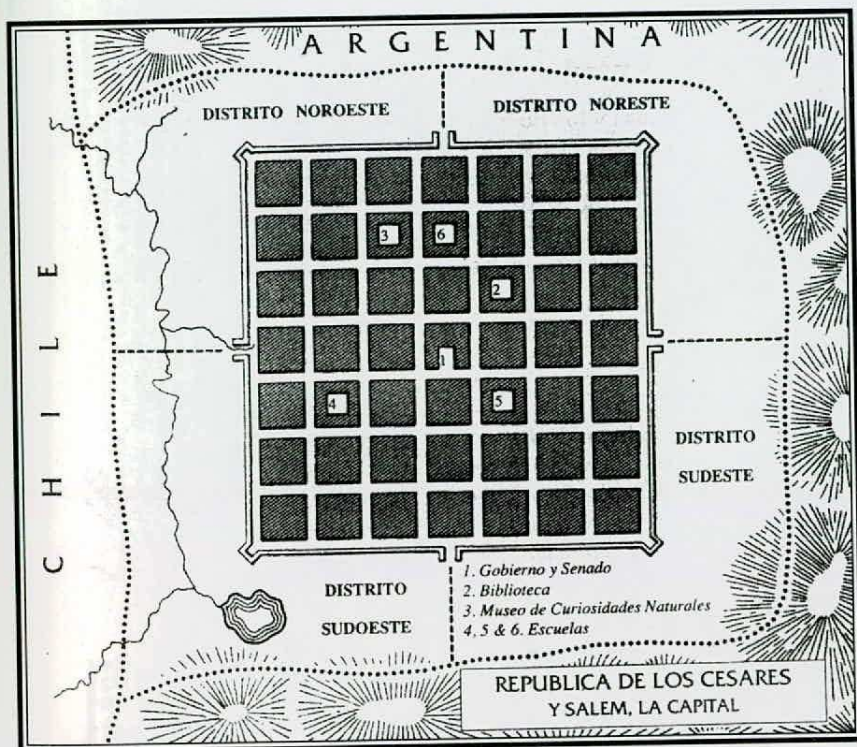 ARGENTINA
DISTRITO NOROESTE
DISTRITO NORESTE
CHILE
3
6
2
1
4
5
DISTRITO
SUDESTE
DISTRITO
SUDOESTE
1. Gobierno y Senado
2. Biblioteca
3. Museo de Curiosidades Naturales
4, 5 & 6. Escuelas
REPUBLICA DE LOS CESARES
Y SALEM, LA CAPITAL